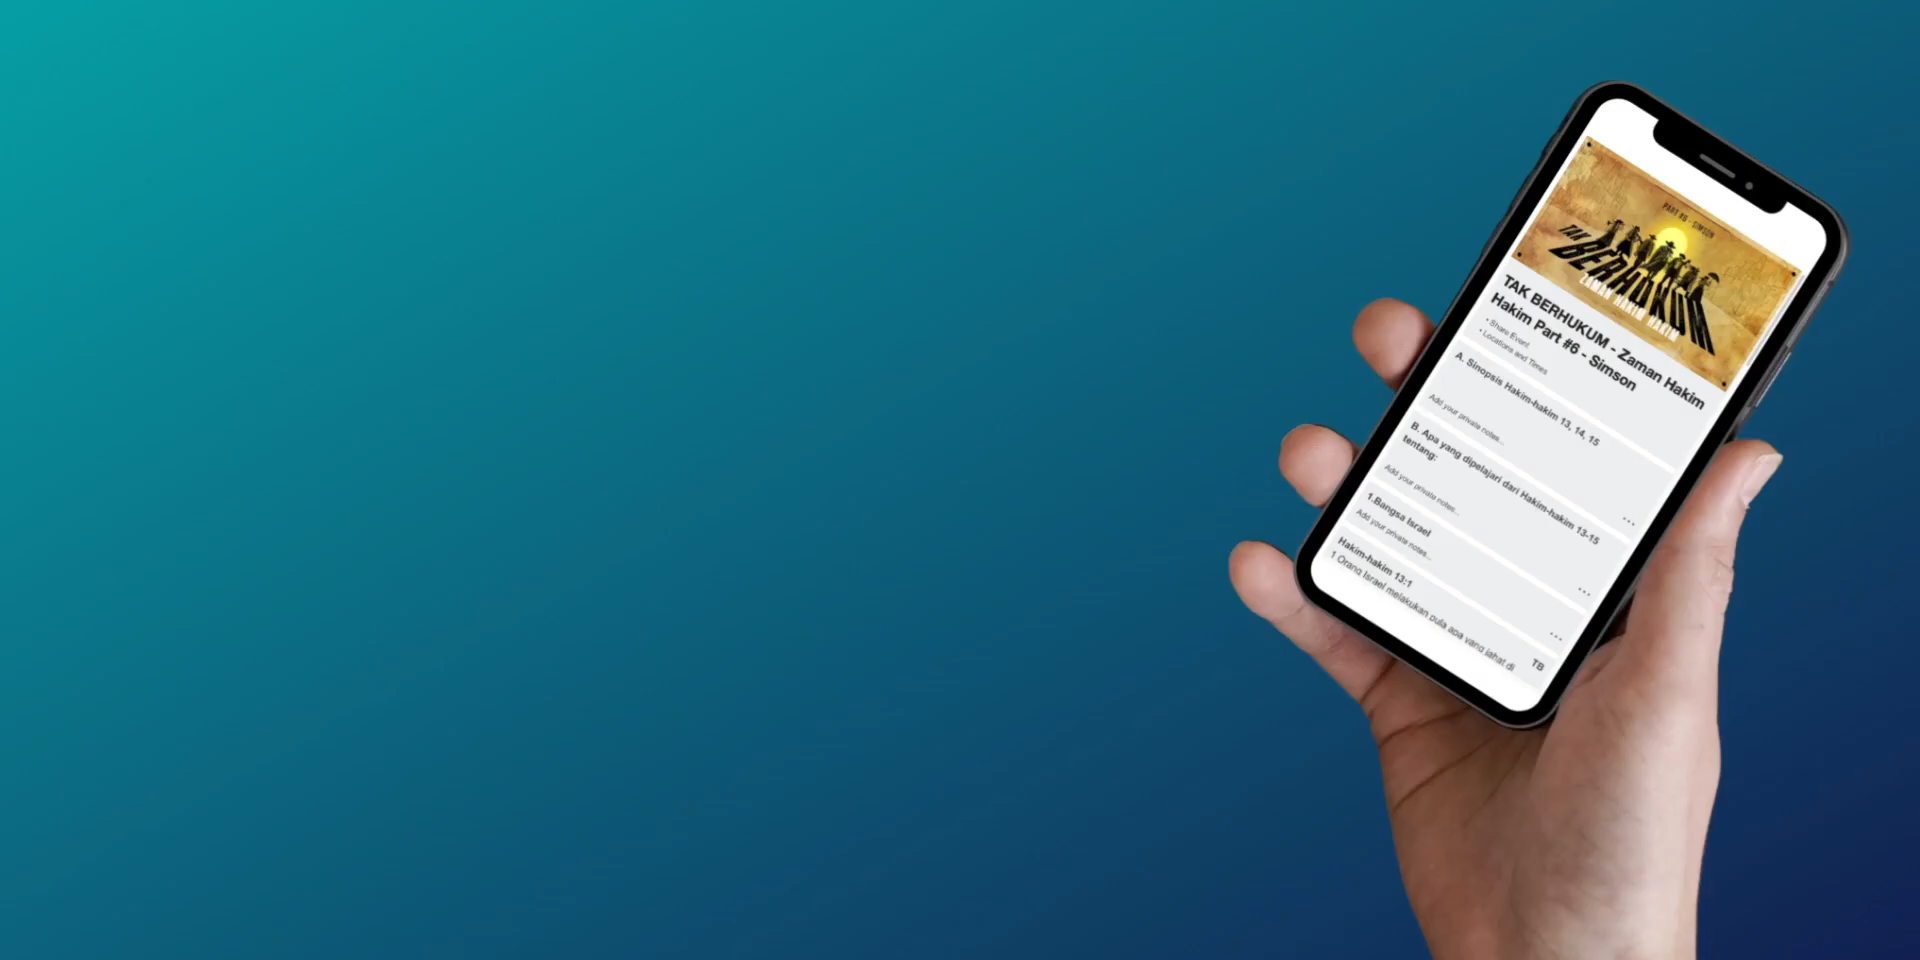 PART #6 - SIMSON
TAK
BERHUKUM
ZAMAN HAKIM HAKIM
TAK BERHUKUM - Zaman Hakim
Hakim Part #6 - Simson
• Share Event
• Locations and Times
A. Sinopsis Hakim-hakim 13, 14, 15
Add your private notes...
B. Apa yang dipelajari dari Hakim-hakim 13-15
tentang:
Add your private notes...
1.Bangsa Israel
Add your private notes...
Hakim-hakim 13:1
TB
1 Orang Israel melakukan pula apa yang jahat di